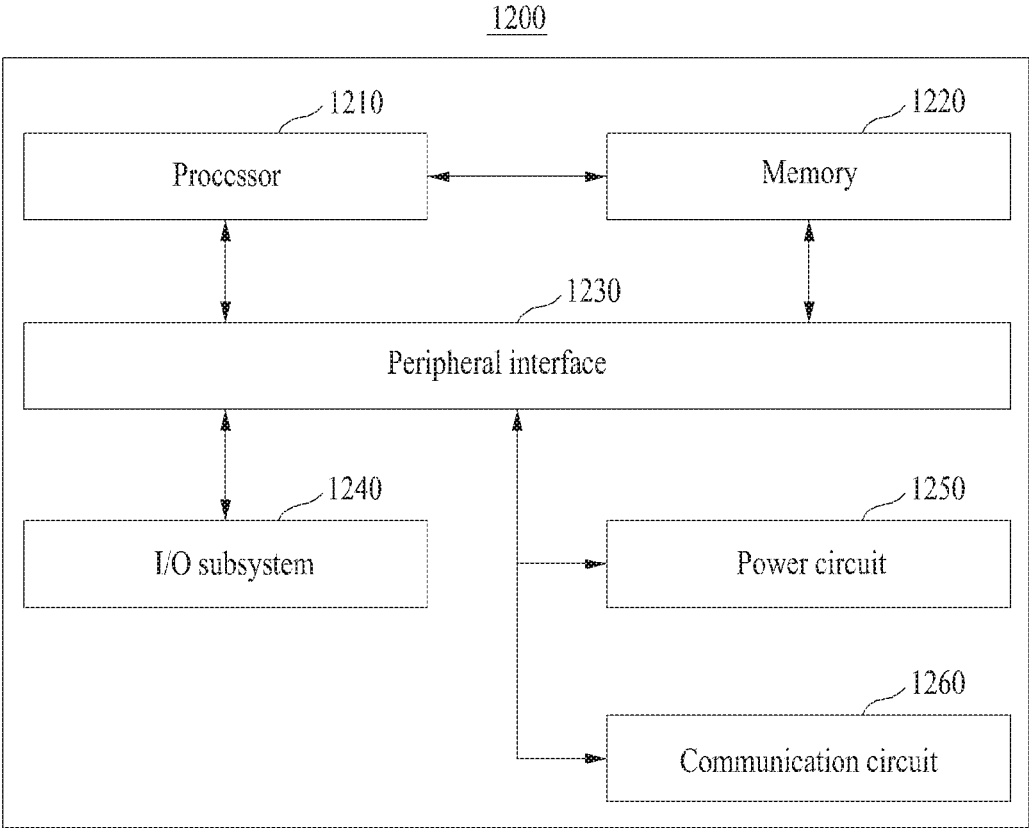 1200
1210
1220
Processor
Memory
1230
Peripheral interface
1240
1250
I/O subsystem
Power circuit
1260
Communication circuit